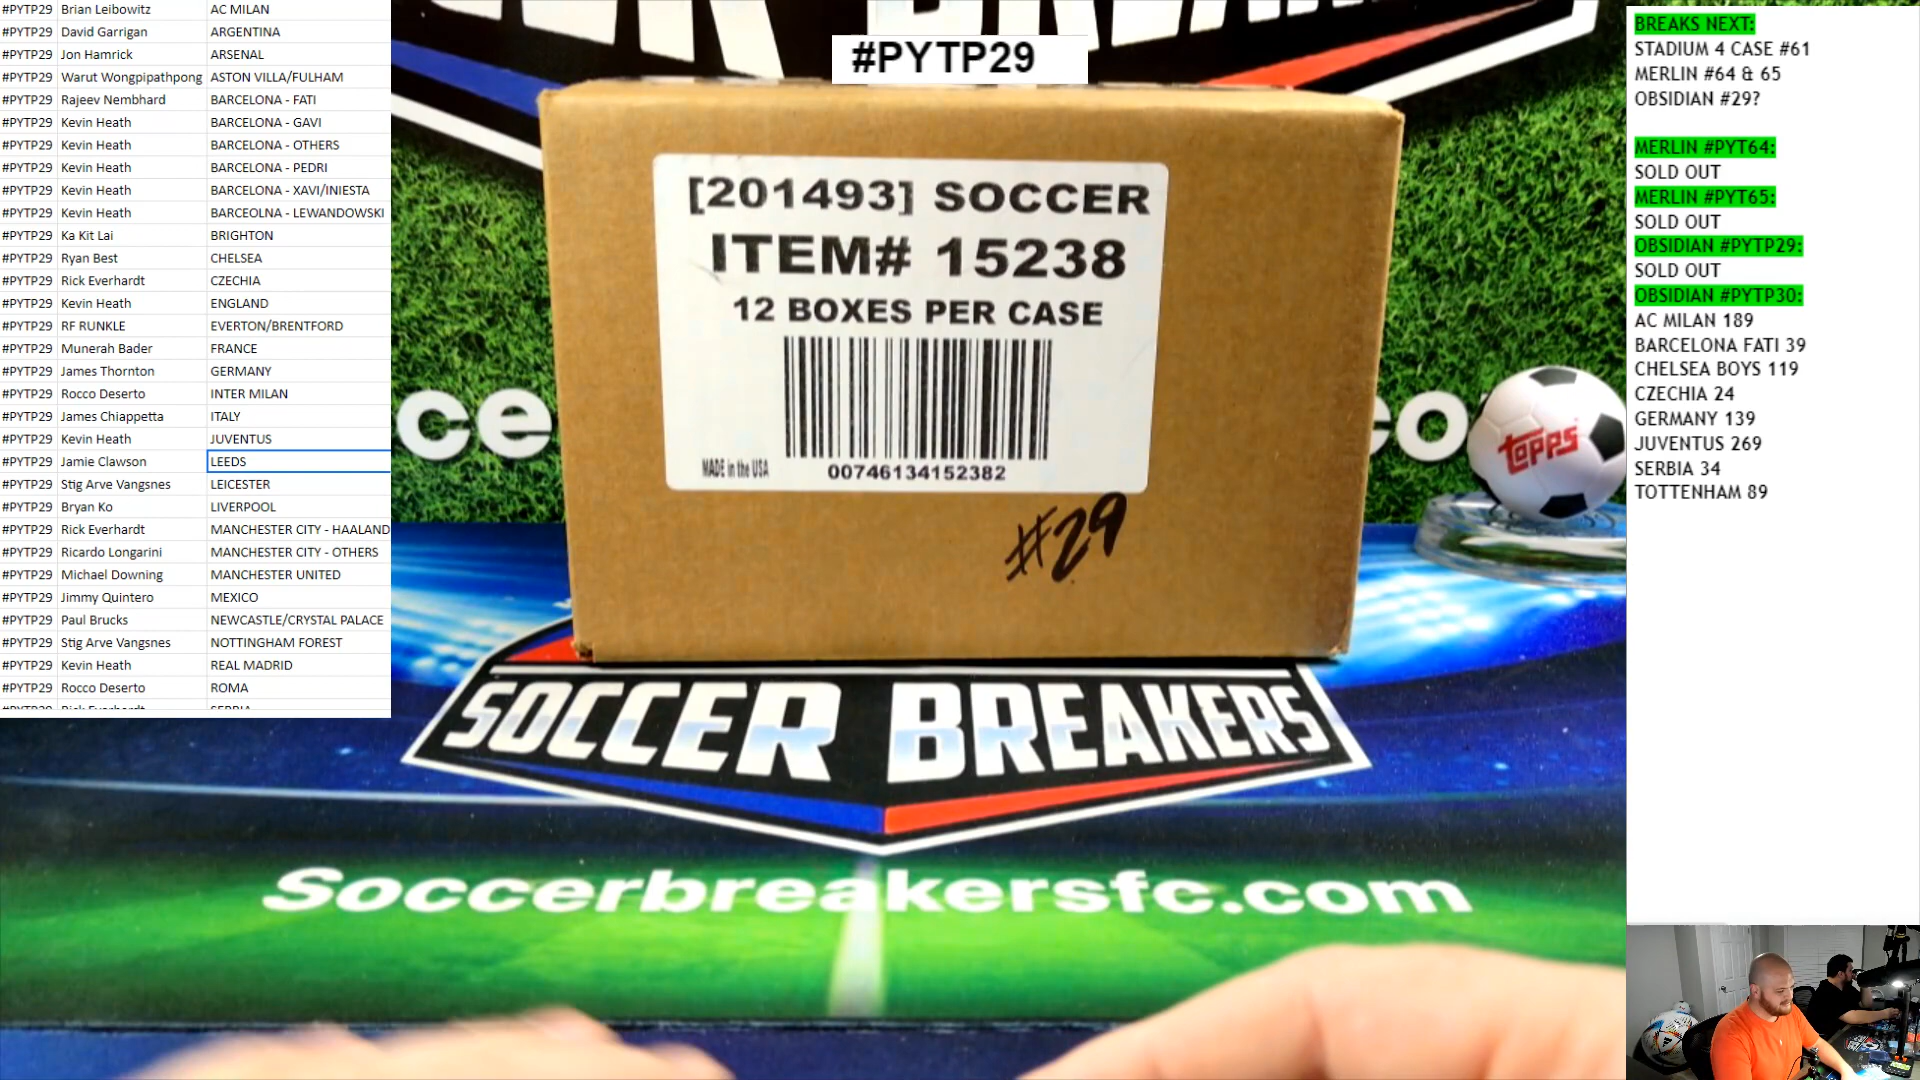 #PYTP29 Brian Leibowitz AC MILAN
#PYTP29 David Garrigan ARGENTINA
#PYTP29 Jon Hamrick ARSENAL
#PYTP29 Warut Wongpipathpong ASTON VILLA/FULHAM
#PYTP29 Rajeev Nembhard BARCELONA - FATI
#PYTP29 Kevin Heath BARCELONA - GAVI
#PYTP29 Kevin Heath BARCELONA - OTHERS
#PYTP29 Kevin Heath BARCELONA - PEDRI
#PYTP29 Kevin Heath BARCELONA - XAVI/INIESTA
#PYTP29 Kevin Heath BARCEOLNA - LEWANDOWSKI
#PYTP29 Ka Kit Lai BRIGHTON
#PYTP29 Ryan Best CHELSEA
#PYTP29 Rick Everhardt CZECHIA
#PYTP29 Kevin Heath ENGLAND
#PYTP29 RF RUNKLE EVERTON/BRENTFORD
#PYTP29 Munerah Bader FRANCE
#PYTP29 James Thornton GERMANY
#PYTP29 Rocco Deserto INTER MILAN
#PYTP29 James Chiappetta ITALY
#PYTP29 Kevin Heath JUVENTUS
#PYTP29 Jamie Clawson LEEDS
#PYTP29 Stig Arve Vangsnes LEICESTER
#PYTP29 Bryan Ko LIVERPOOL
#PYTP29 Rick Everhardt MANCHESTER CITY - HAALAND
#PYTP29 Ricardo Longarini MANCHESTER CITY - OTHERS
#PYTP29 Michael Downing MANCHESTER UNITED
#PYTP29 Jimmy Quintero MEXICO
#PYTP29 Paul Brucks NEWCASTLE/CRYSTAL PALACE
#PYTP29 Stig Arve Vangsnes NOTTINGHAM FOREST
#PYTP29 Kevin Heath REAL MADRID
#PYTP29 Rocco Deserto ROMA
#PYTP29
[201493] SOCCER
ITEM# 15238
12 BOXES PER CASE
MADE in the USA
00746134152382
#29
topps
SOCCER BREAKERS
Soccerbreakersfc.com
BREAKS NEXT:
STADIUM 4 CASE #61
MERLIN #64 & 65
OBSIDIAN #29?
MERLIN #PYT64:
SOLD OUT
MERLIN #PYT65:
SOLD OUT
OBSIDIAN #PYTP29:
SOLD OUT
OBSIDIAN #PYTP30:
AC MILAN 189
BARCELONA FATI 39
CHELSEA BOYS 119
CZECHIA 24
GERMANY 139
JUVENTUS 269
SERBIA 34
TOTTENHAM 89